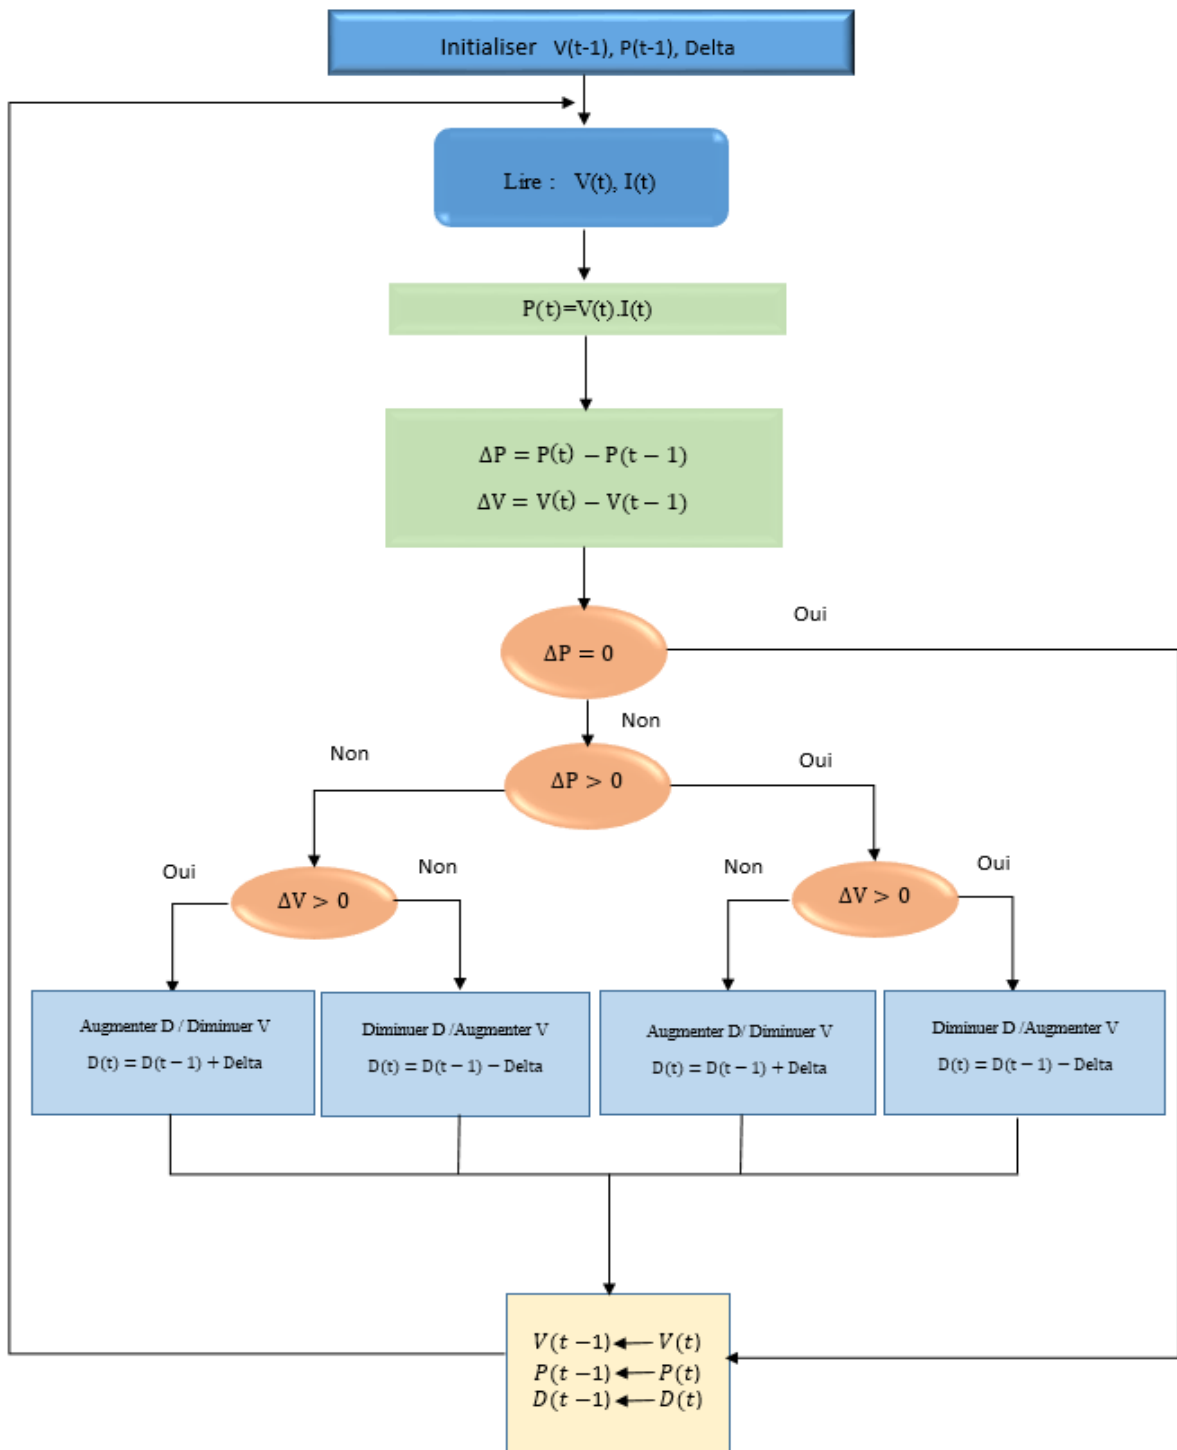 Initialiser V(t-1), P(t-1), Delta
Lire : V(t), I(t)
P(t)=V(t).I(t)
ΔP = P(t) − P(t − 1)
ΔV = V(t) − V(t − 1)
Oui
ΔP = 0
Non
Non
Oui
ΔP > 0
Oui
Non
Non
Oui
ΔV > 0
ΔV > 0
Augmenter D / Diminuer V
D(t) = D(t − 1) + Delta
Diminuer D /Augmenter V
D(t) = D(t − 1) − Delta
Augmenter D/ Diminuer V
D(t) = D(t − 1) + Delta
Diminuer D /Augmenter V
D(t) = D(t − 1) − Delta
V(t −1) ← V(t)
P(t −1) ← P(t)
D(t −1) ← D(t)